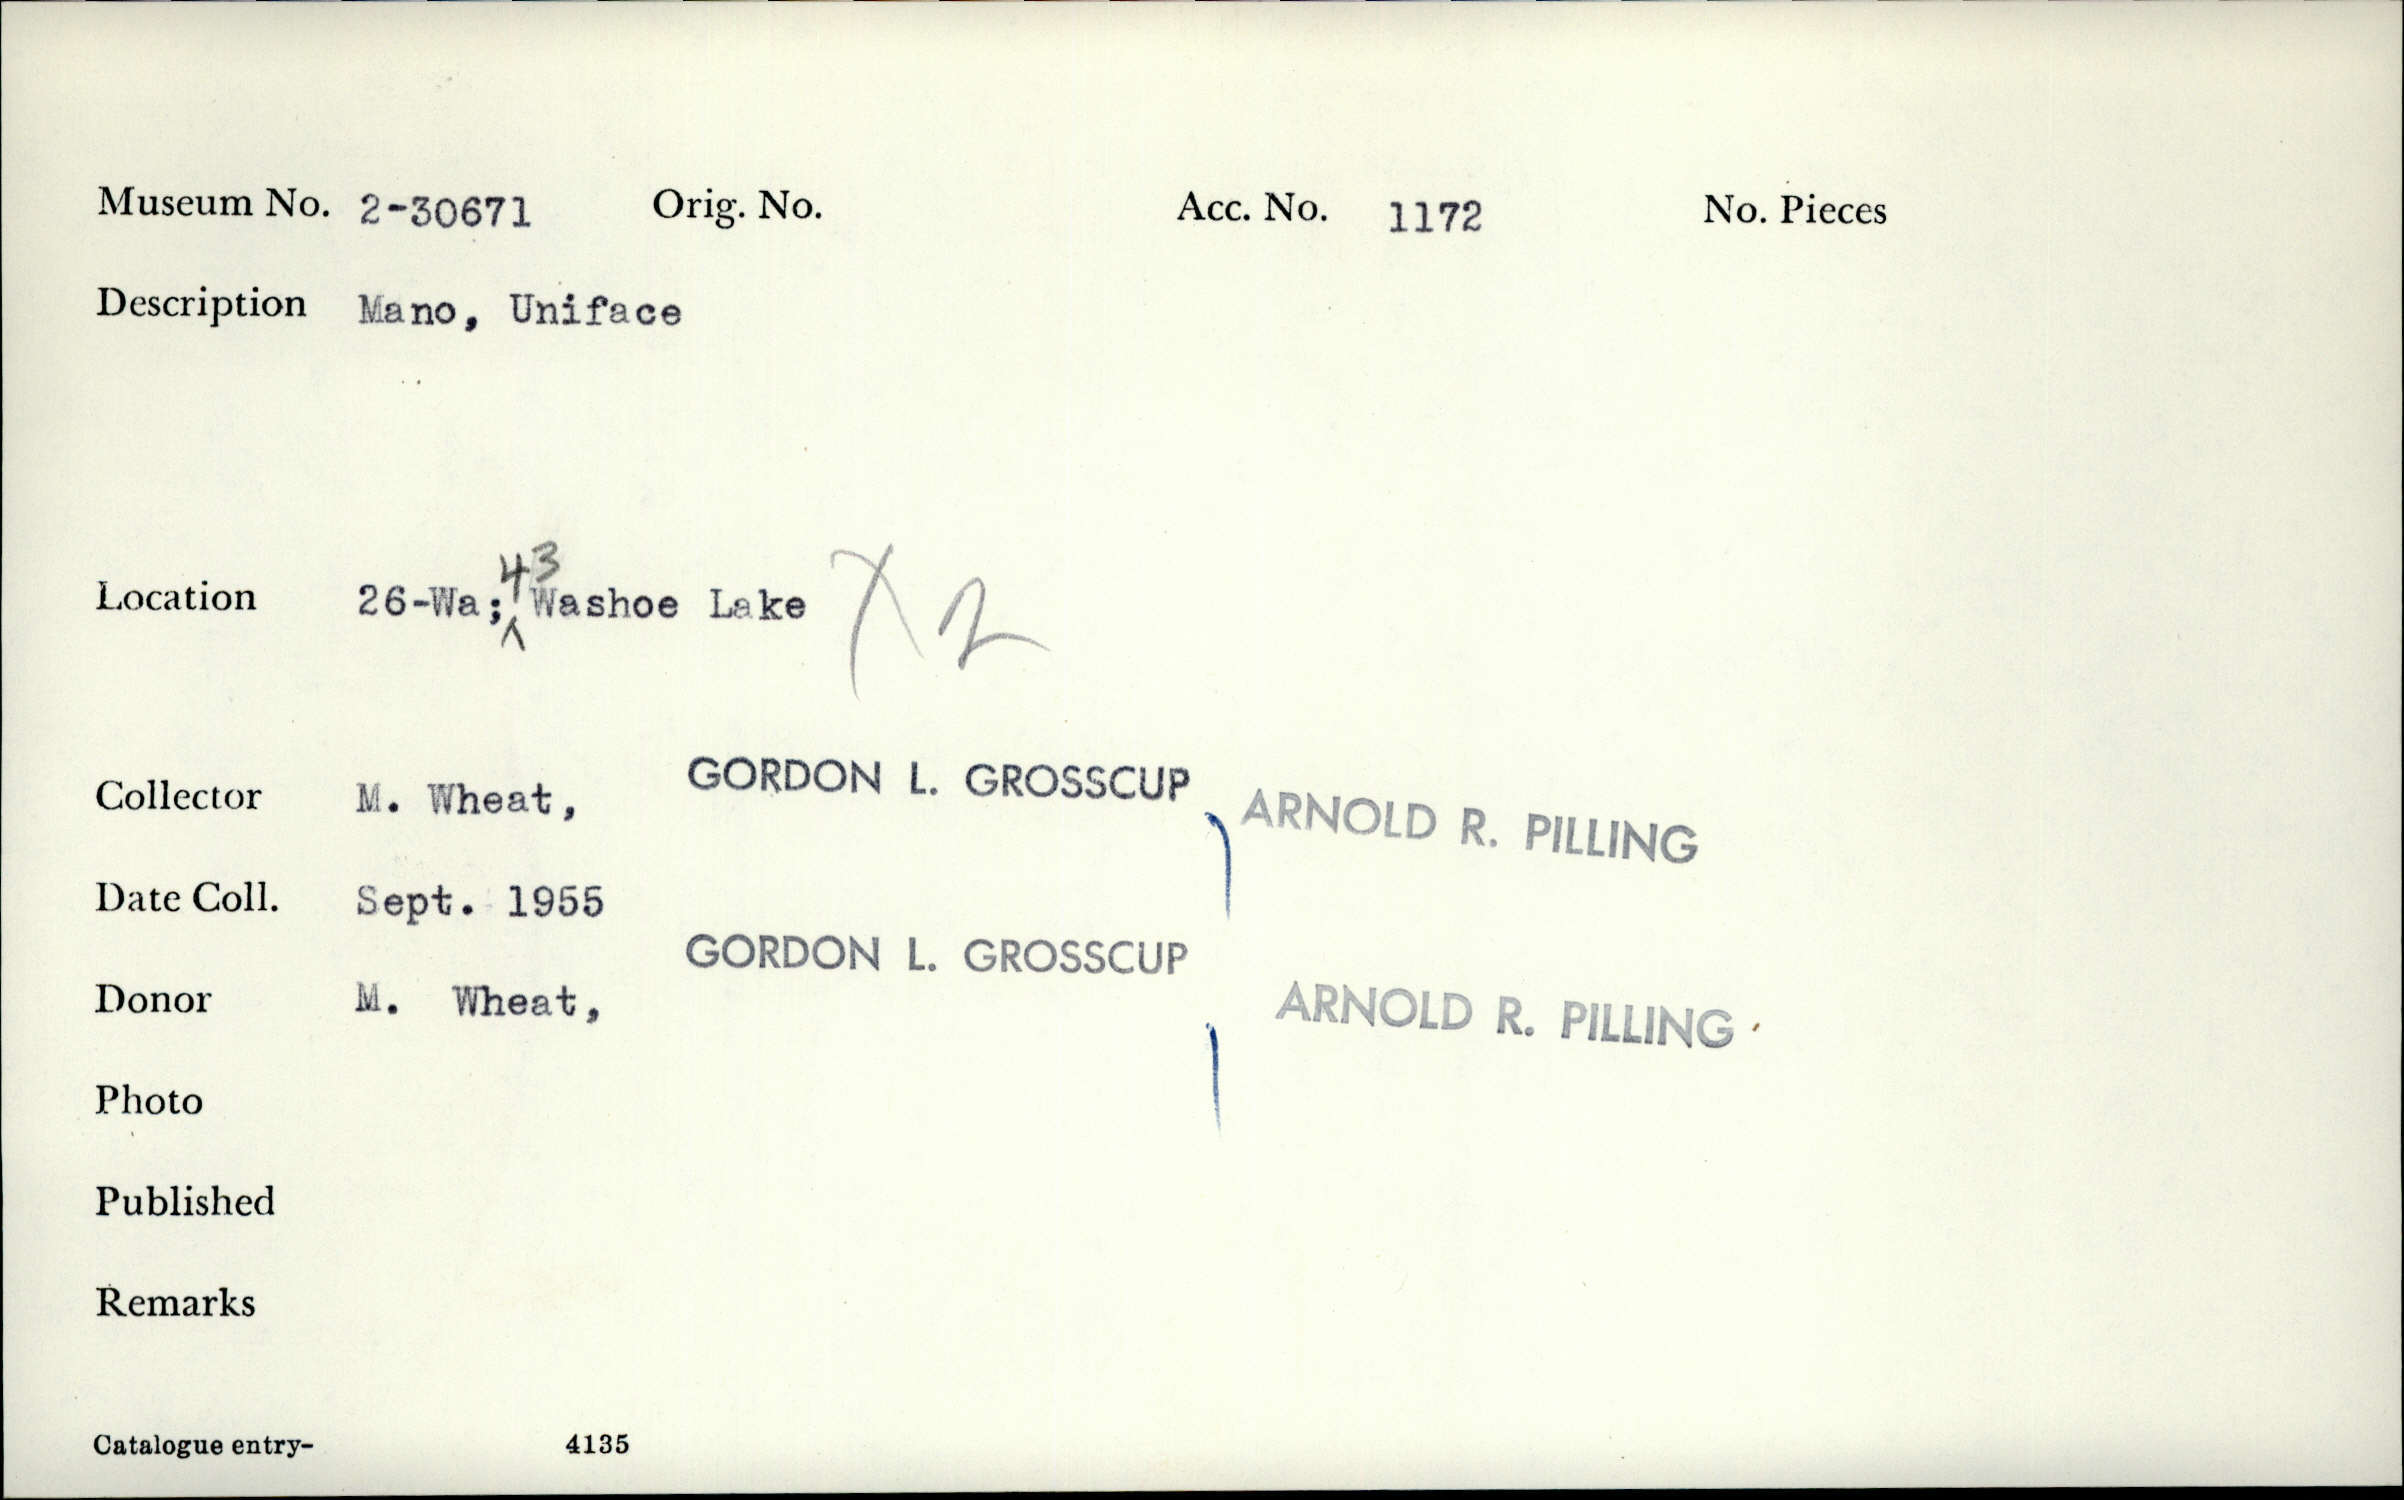 Museum No. 2-30671 Orig. No. Acc. No. 1172 No. Pieces
Description Mano, Uniface
43
Location 26-Wa; Washoe Lake X 2
Collector M. Wheat, GORDON L. GROSSCUP, ARNOLD R. PILLING
Date Coll. Sept. 1955
Donor M. Wheat, GORDON L. GROSSCUP, ARNOLD R. PILLING
Photo
Published
Remarks
Catalogue entry- 4135